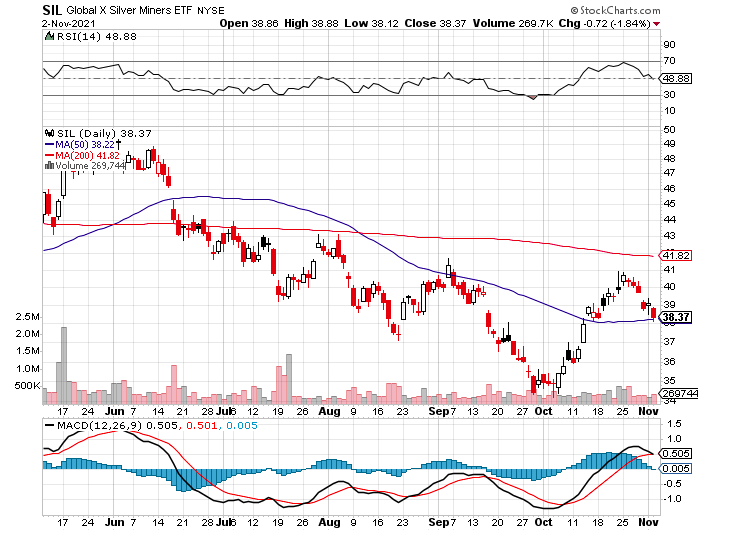 SIL Global X Silver Miners ETF NYSE © StockCharts.com
2-Nov-2021 Open 38.86 High 38.88 Low 38.12 Close 38.37 Volume 269.7K Chg -0.72 (-1.84%)
RSI(14) 48.88
90
70
48.88
30
10
SIL (Daily) 38.37
MA(50) 38.22
MA(200) 41.82
Volume 269,744
50
49
48
47
46
45
44
43
42
41.82
41
40
39
38.37
38
37
36
35
34
2.5M
2.0M
1.5M
1.0M
500K
269744
17 24 Jun 7 14 21 28 Jul 6 12 19 26 Aug 9 16 23 Sep 7 13 20 27 Oct 11 18 25 Nov
MACD(12,26,9) 0.505, 0.501, 0.005
1.5
1.0
0.505
0.005
-0.5
-1.0
17 24 Jun 7 14 21 28 Jul 6 12 19 26 Aug 9 16 23 Sep 7 13 20 27 Oct 11 18 25 Nov